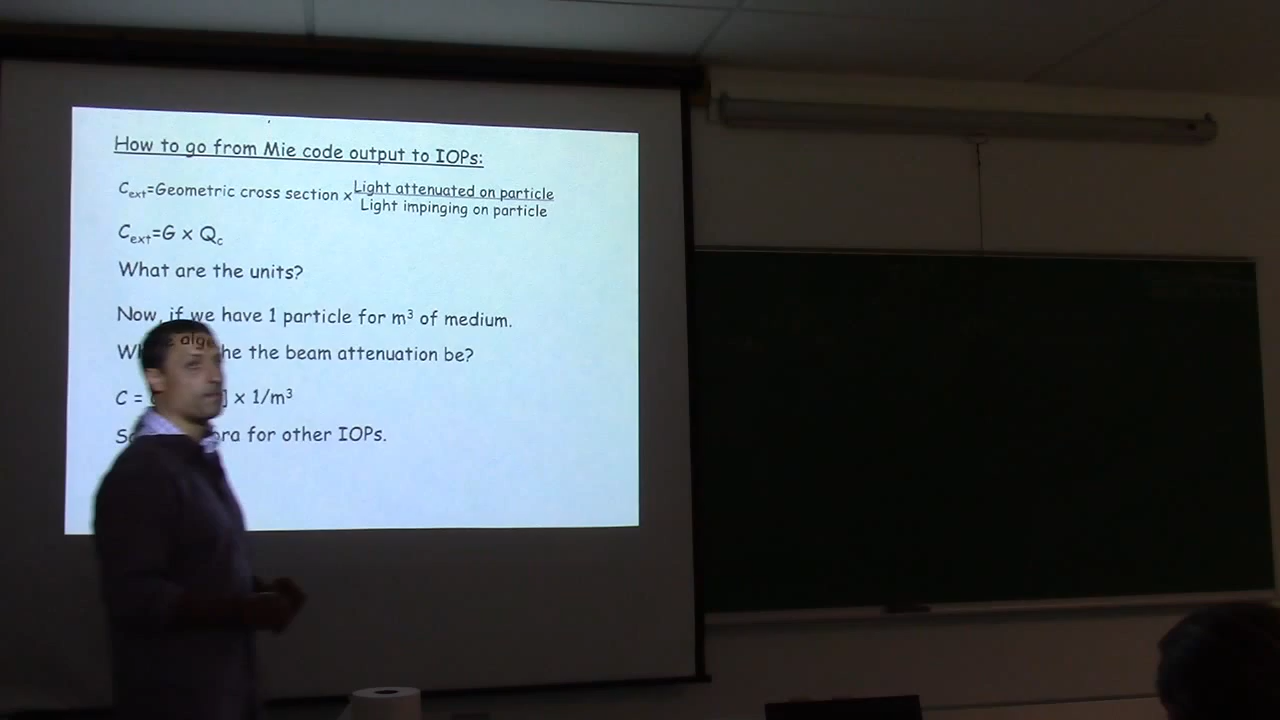 How to go from Mie code output to IOPs:
Cext=Geometric cross section x Light attenuated on particle
Light impinging on particle
Cext=G x Qc
What are the units?
Now, if we have 1 particle for m³ of medium.
the beam attenuation be?
C = ] x 1/m³
for other IOPs.